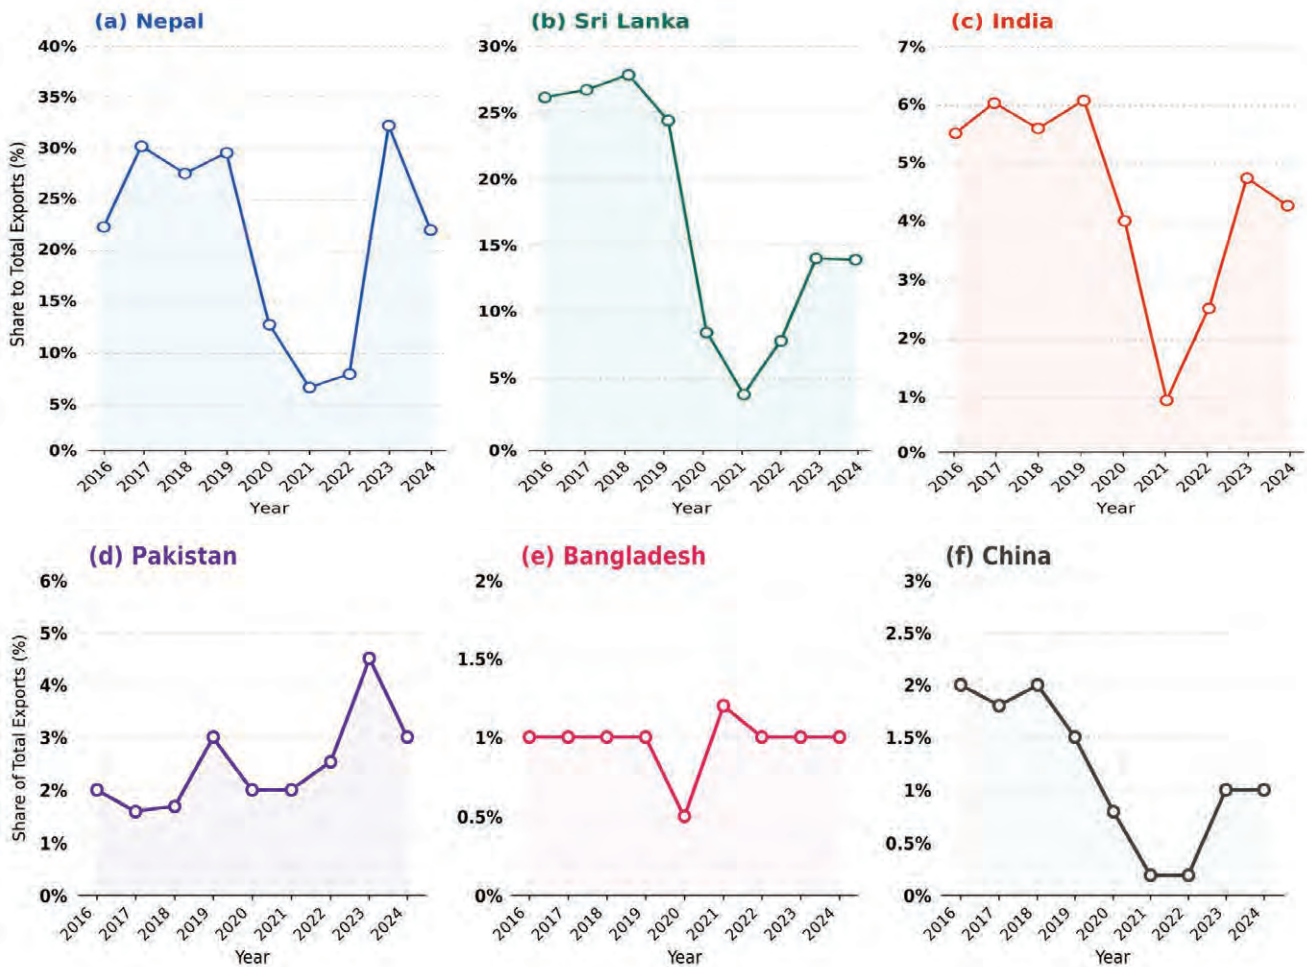 (a) Nepal
Share to Total Exports (%)
40%
35%
30%
25%
20%
15%
10%
5%
0%
2016 2017 2018 2019 2020 2021 2022 2023 2024
Year
(b) Sri Lanka
30%
25%
20%
15%
10%
5%
0%
2016 2017 2018 2019 2020 2021 2022 2023 2024
Year
(c) India
7%
6%
5%
4%
3%
2%
1%
0%
2016 2017 2018 2019 2020 2021 2022 2023 2024
Year
(d) Pakistan
Share of Total Exports (%)
6%
5%
4%
3%
2%
1%
0%
2016 2017 2018 2019 2020 2021 2022 2023 2024
Year
(e) Bangladesh
2%
1.5%
1%
0.5%
0%
2016 2017 2018 2019 2020 2021 2022 2023 2024
Year
(f) China
3%
2.5%
2%
1.5%
1%
0.5%
0%
2016 2017 2018 2019 2020 2021 2022 2023 2024
Year